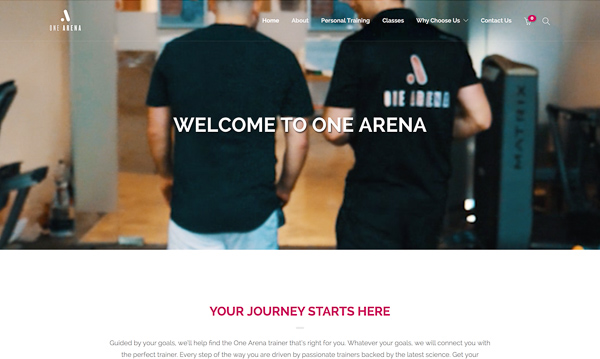 ONE ARENA
Home About Personal Training Classes Why Choose Us Contact Us 0
ONE ARENA
MATRIX
WELCOME TO ONE ARENA
YOUR JOURNEY STARTS HERE
Guided by your goals, we'll help find the One Arena trainer that's right for you. Whatever your goals, we will connect you with
the perfect trainer. Every step of the way you are driven by passionate trainers backed by the latest science. Get your